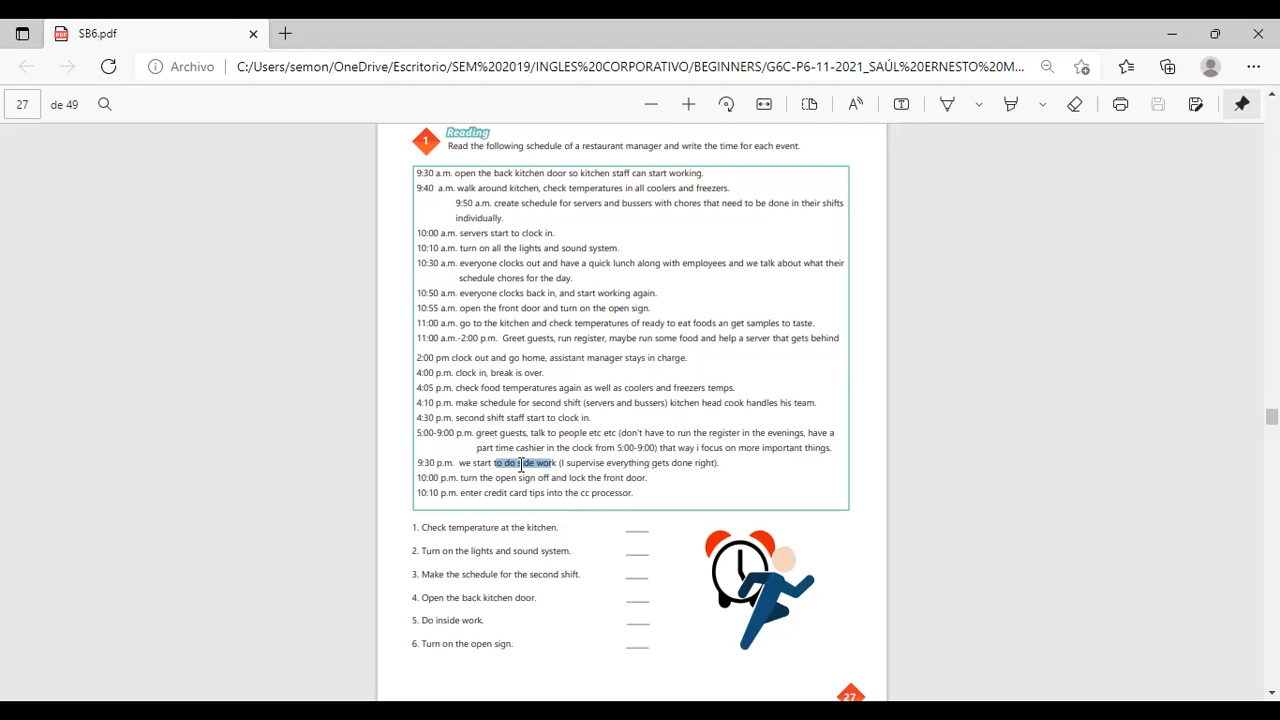 SB6.pdf
Archivo
C:/Users/semon/OneDrive/Escritorio/SEM%202019/INGLES%20CORPORATIVO/BEGINNERS/G6C-P6-11-2021_SAÚL%20ERNESTO%20M...
27 de 49
1 Reading
Read the following schedule of a restaurant manager and write the time for each event.
9:30 a.m. open the back kitchen door so kitchen staff can start working.
9:40 a.m. walk around kitchen, check temperatures in all coolers and freezers.
9:50 a.m. create schedule for servers and bussers with chores that need to be done in their shifts
individually.
10:00 a.m. servers start to clock in.
10:10 a.m. turn on all the lights and sound system.
10:30 a.m. everyone clocks out and have a quick lunch along with employees and we talk about what their
schedule chores for the day.
10:50 a.m. everyone clocks back in, and start working again.
10:55 a.m. open the front door and turn on the open sign.
11:00 a.m. go to the kitchen and check temperatures of ready to eat foods an get samples to taste.
11:00 a.m.-2:00 p.m. Greet guests, run register, maybe run some food and help a server that gets behind
2:00 pm clock out and go home, assistant manager stays in charge.
4:00 p.m. clock in, break is over.
4:05 p.m. check food temperatures again as well as coolers and freezers temps.
4:10 p.m. make schedule for second shift (servers and bussers) kitchen head cook handles his team.
4:30 p.m. second shift staff start to clock in.
5:00-9:00 p.m. greet guests, talk to people etc etc (don't have to run the register in the evenings, have a
part time cashier in the clock from 5:00-9:00) that way i focus on more important things.
9:30 p.m. we start to do side work (I supervise everything gets done right).
10:00 p.m. turn the open sign off and lock the front door.
10:10 p.m. enter credit card tips into the cc processor.
1. Check temperature at the kitchen. ____
2. Turn on the lights and sound system. ____
3. Make the schedule for the second shift. ____
4. Open the back kitchen door. ____
5. Do inside work. ____
6. Turn on the open sign. ____
27